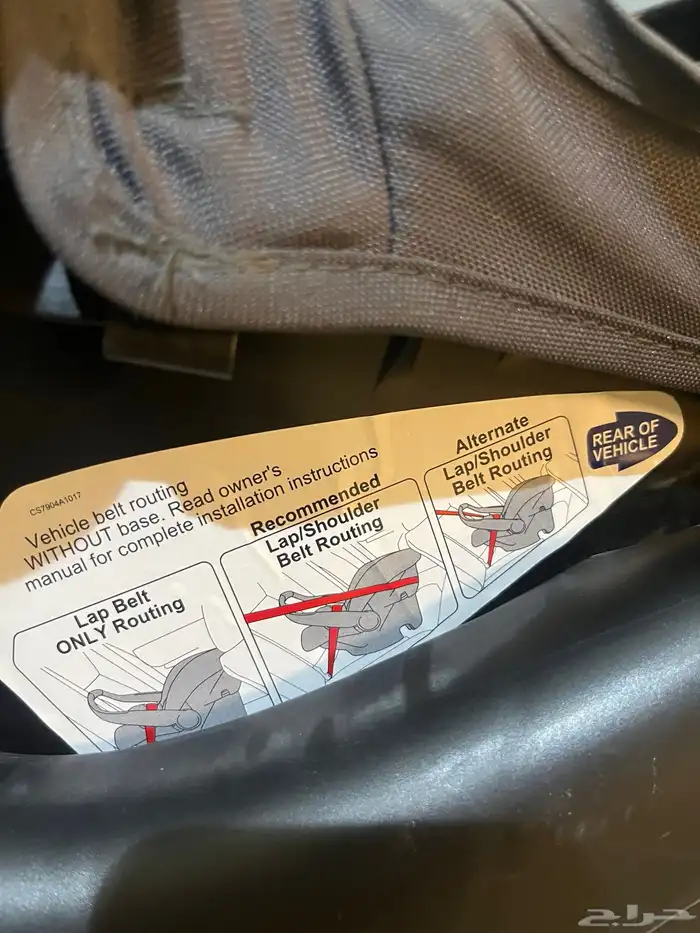 CS7904A1017
Vehicle belt routing
WITHOUT base. Read owner's
manual for complete installation instructions
Lap Belt
ONLY Routing
Recommended
Lap/Shoulder
Belt Routing
Alternate
Lap/Shoulder
Belt Routing
REAR OF
VEHICLE
حراج